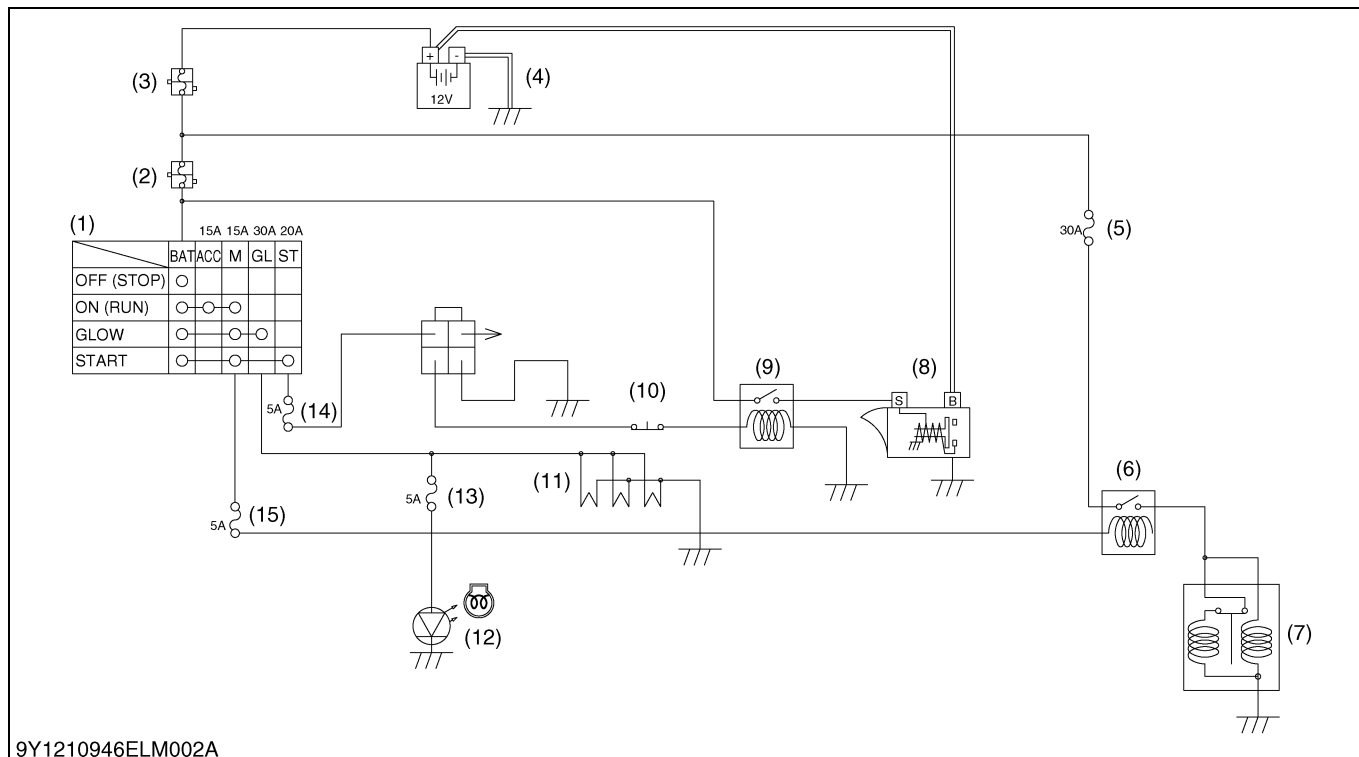 (3)
+ -
12V
(4)
(2)
(1)
15A 15A 30A 20A
BAT ACC M GL ST
OFF (STOP)
ON (RUN)
GLOW
START
30A (5)
(9)
(8)
S B
(10)
5A (14)
(6)
(11)
5A (13)
5A (15)
(12)
(7)
9Y1210946ELM002A